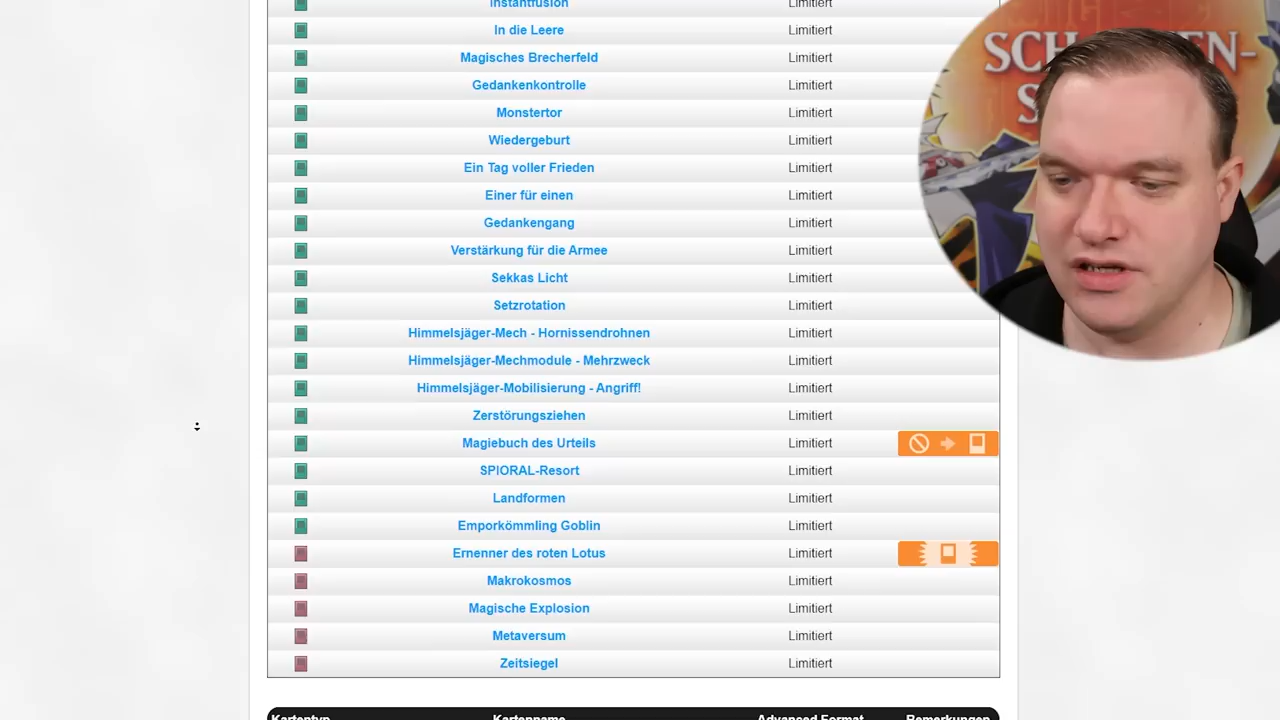 Instantfusion Limitiert
In die Leere Limitiert
Magisches Brecherfeld Limitiert
Gedankenkontrolle Limitiert
Monstertor Limitiert
Wiedergeburt Limitiert
Ein Tag voller Frieden Limitiert
Einer für einen Limitiert
Gedankengang Limitiert
Verstärkung für die Armee Limitiert
Sekkas Licht Limitiert
Setzrotation Limitiert
Himmelsjäger-Mech - Hornissendrohnen Limitiert
Himmelsjäger-Mechmodule - Mehrzweck Limitiert
Himmelsjäger-Mobilisierung - Angriff! Limitiert
Zerstörungsziehen Limitiert
Magiebuch des Urteils Limitiert
SPIORAL-Resort Limitiert
Landformen Limitiert
Emporkömmling Goblin Limitiert
Ernenner des roten Lotus Limitiert
Makrokosmos Limitiert
Magische Explosion Limitiert
Metaversum Limitiert
Zeitsiegel Limitiert
Kartentyp Kartenname Advanced Format Remerkungen